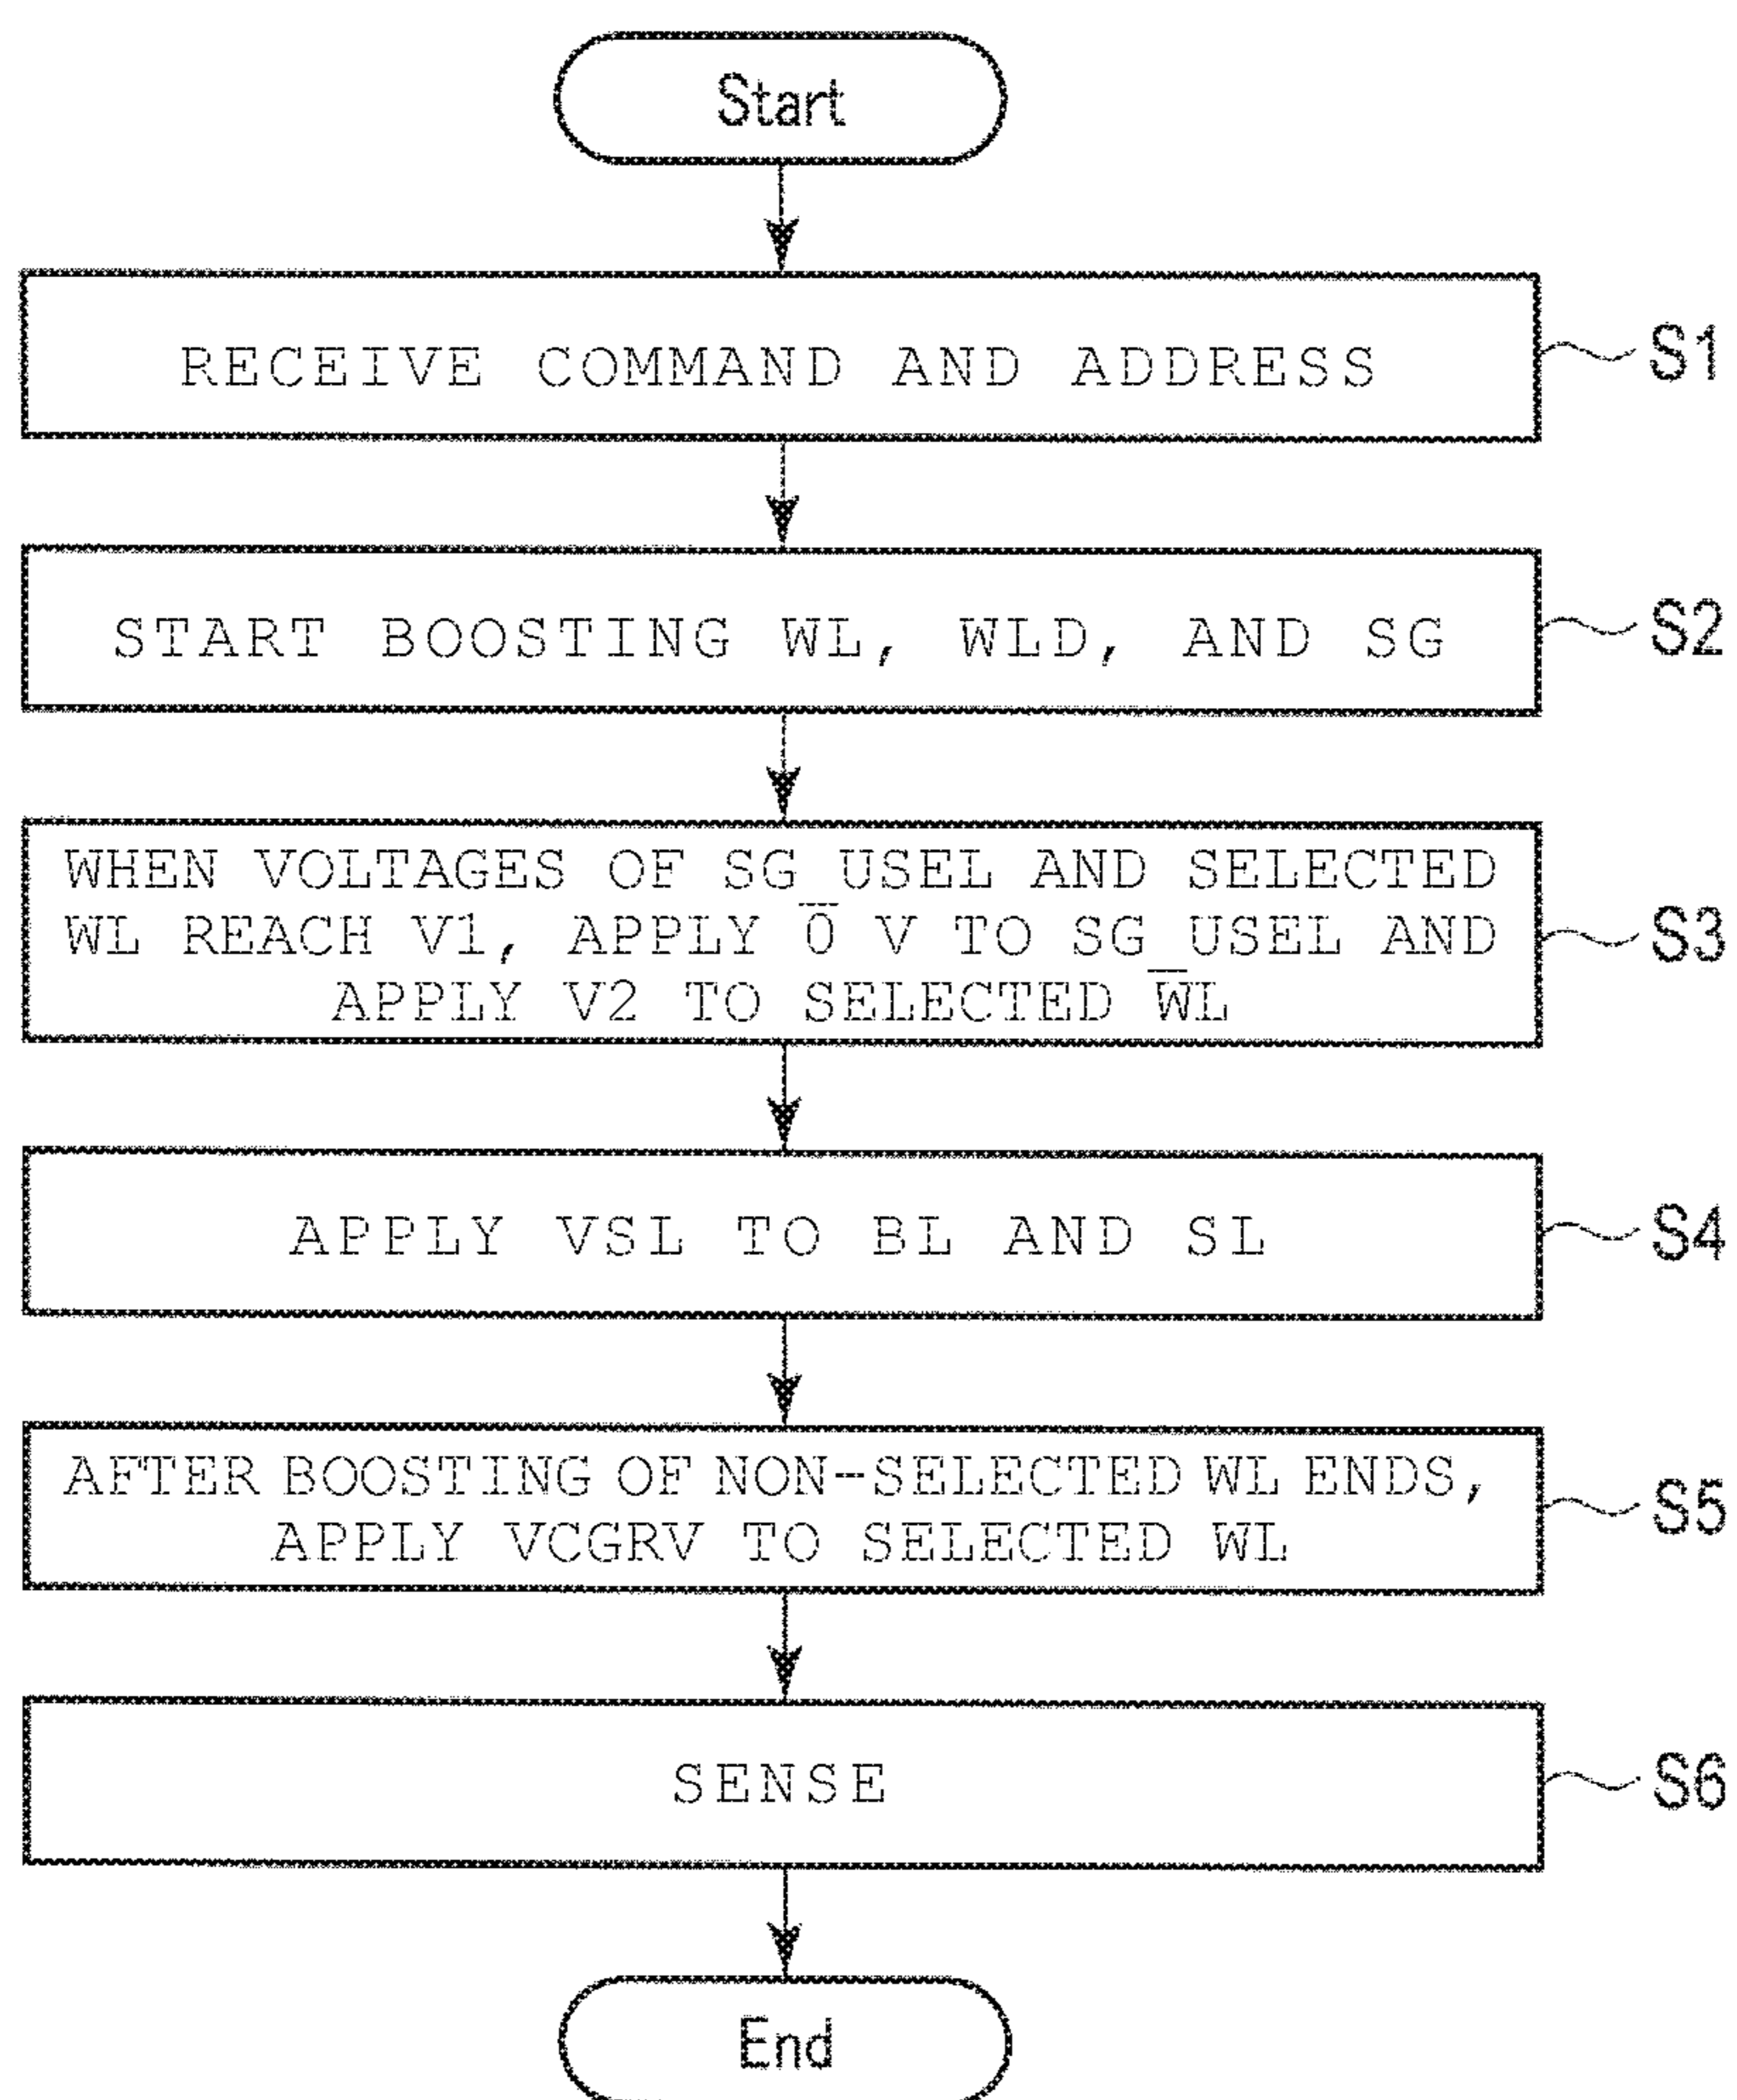 Start
RECEIVE COMMAND AND ADDRESS
S1
START BOOSTING WL, WLD, AND SG
S2
WHEN VOLTAGES OF SG_USEL AND SELECTED
WL REACH V1, APPLY 0 V TO SG_USEL AND
APPLY V2 TO SELECTED WL
S3
APPLY VSL TO BL AND SL
S4
AFTER BOOSTING OF NON-SELECTED WL ENDS,
APPLY VCGRV TO SELECTED WL
S5
SENSE
S6
End